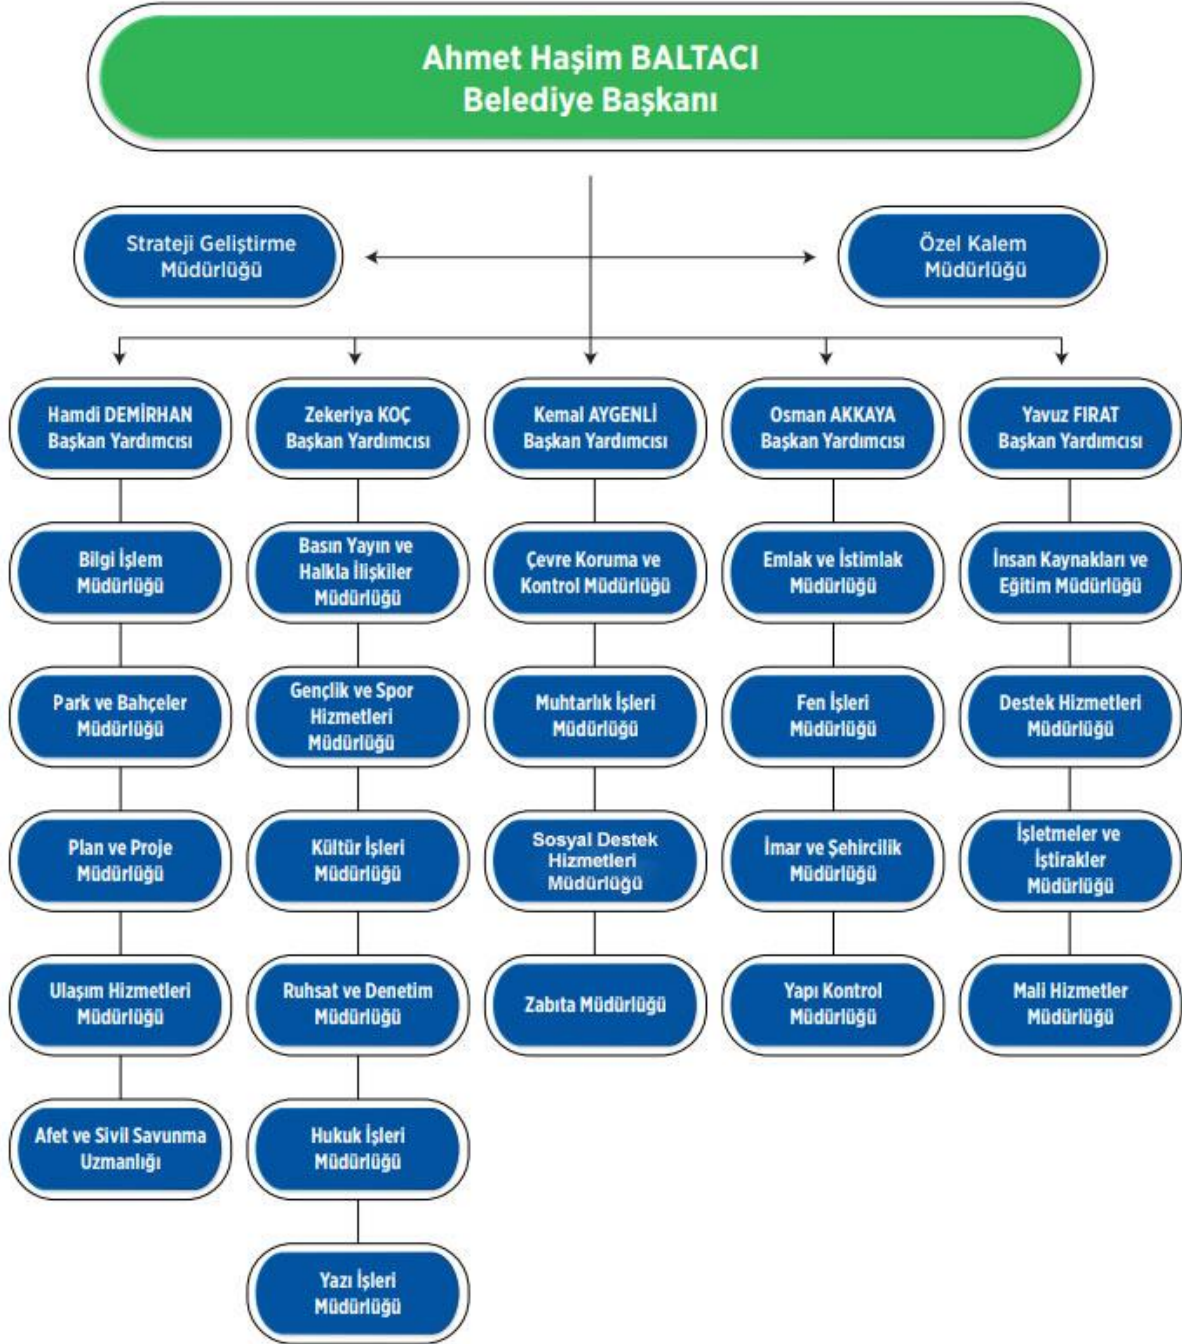 Ahmet Haşim BALTACI
Belediye Başkanı
Strateji Geliştirme
Müdürlüğü
Özel Kalem
Müdürlüğü
Hamdi DEMİRHAN
Başkan Yardımcısı
Zekeriya KOÇ
Başkan Yardımcısı
Kemal AYGENLİ
Başkan Yardımcısı
Osman AKKAYA
Başkan Yardımcısı
Yavuz FIRAT
Başkan Yardımcısı
Bilgi İşlem
Müdürlüğü
Basın Yayın ve
Halkla İlişkiler
Müdürlüğü
Çevre Koruma ve
Kontrol Müdürlüğü
Emlak ve İstimlak
Müdürlüğü
İnsan Kaynakları ve
Eğitim Müdürlüğü
Park ve Bahçeler
Müdürlüğü
Gençlik ve Spor
Hizmetleri
Müdürlüğü
Muhtarlık İşleri
Müdürlüğü
Fen İşleri
Müdürlüğü
Destek Hizmetleri
Müdürlüğü
Plan ve Proje
Müdürlüğü
Kültür İşleri
Müdürlüğü
Sosyal Destek
Hizmetleri
Müdürlüğü
İmar ve Şehircilik
Müdürlüğü
İşletmeler ve
İştirakler
Müdürlüğü
Ulaşım Hizmetleri
Müdürlüğü
Ruhsat ve Denetim
Müdürlüğü
Zabıta Müdürlüğü
Yapı Kontrol
Müdürlüğü
Mali Hizmetler
Müdürlüğü
Afet ve Sivil Savunma
Uzmanlığı
Hukuk İşleri
Müdürlüğü
Yazı İşleri
Müdürlüğü